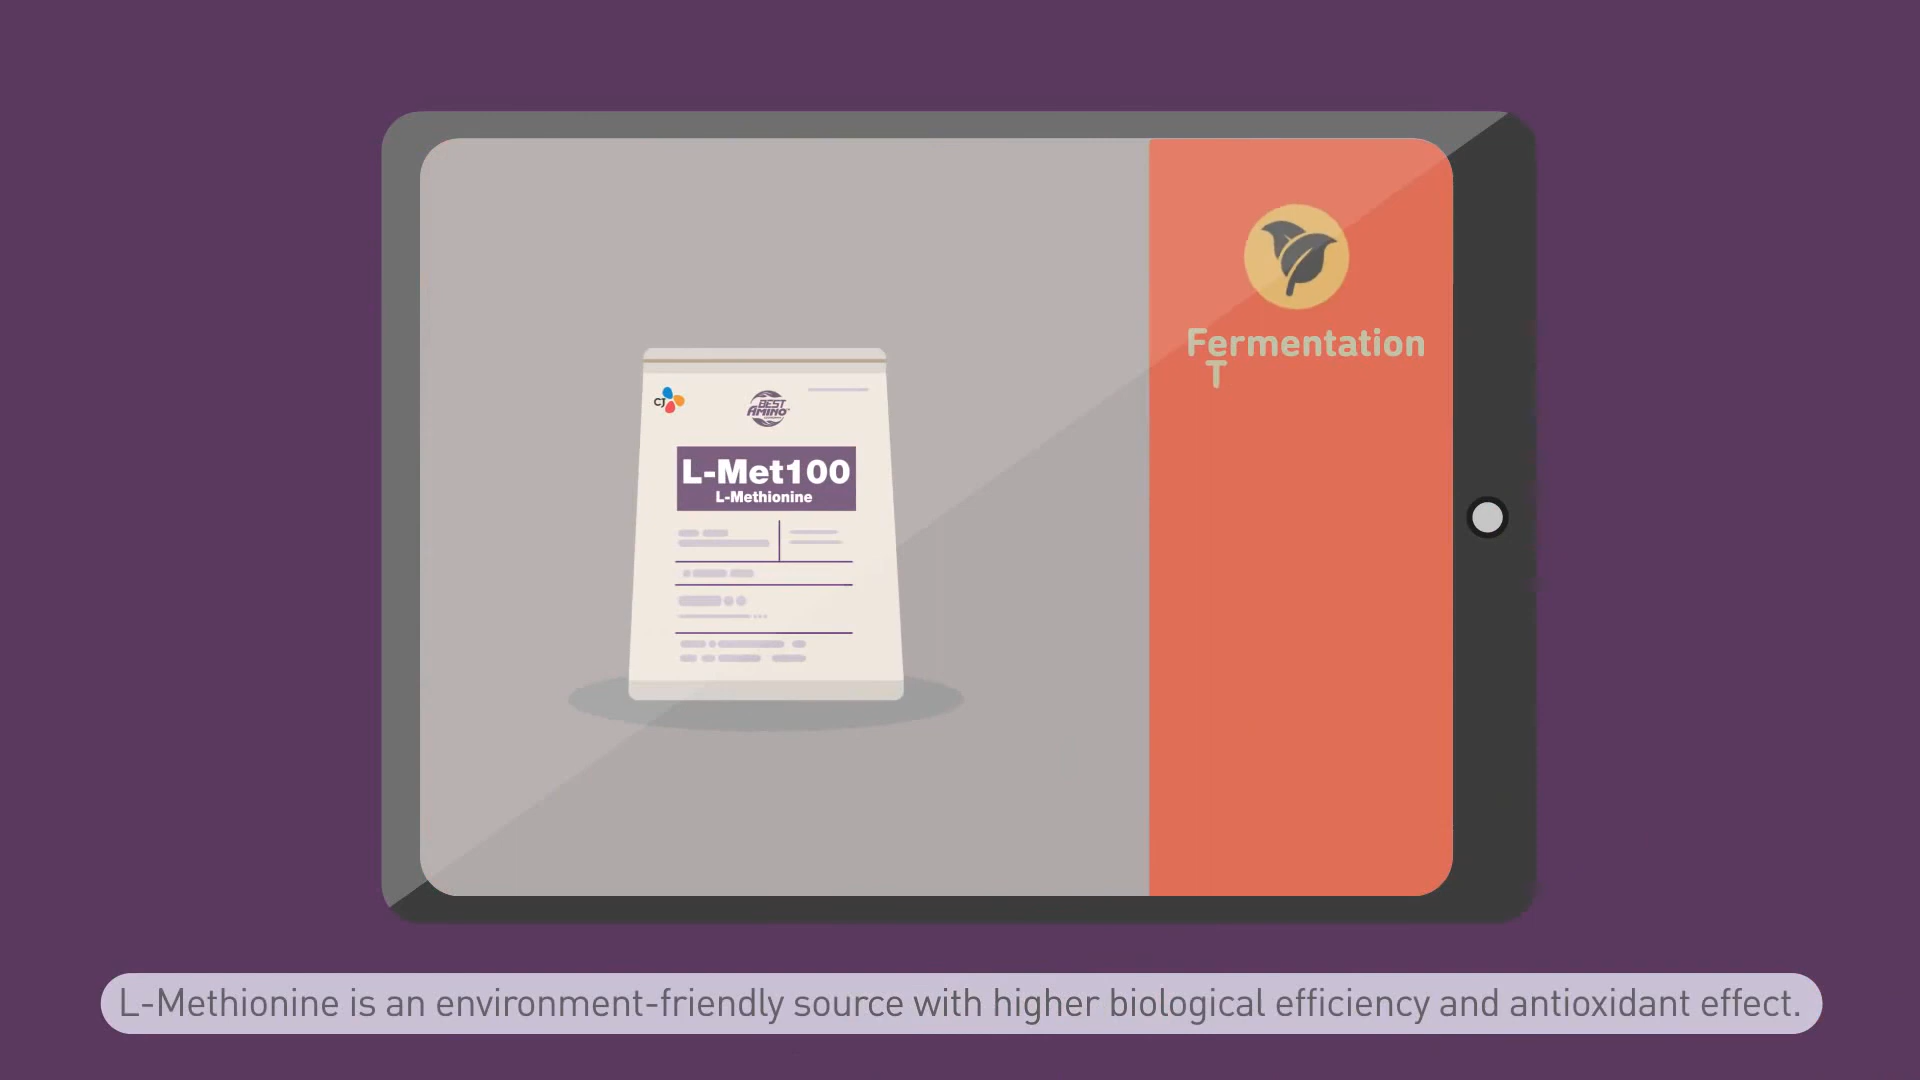 Fermentation
T
CJ
BEST
AMINO
L-Met100
L-Methionine
L-Methionine is an environment-friendly source with higher biological efficiency and antioxidant effect.